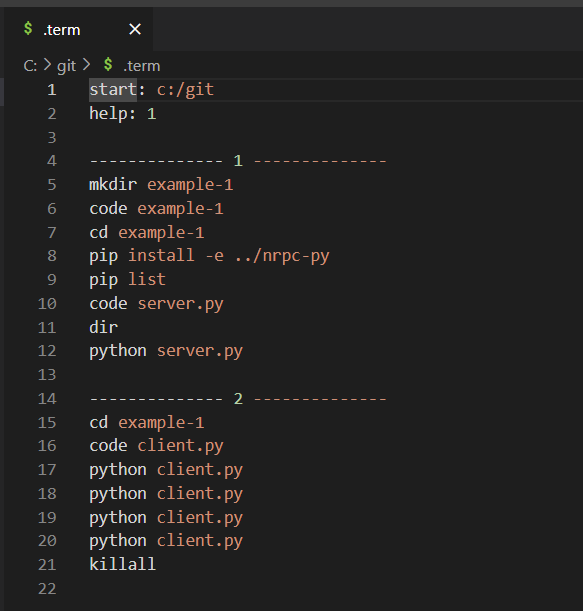 $ .term ×
C: > git > $ .term
1 start: c:/git
2 help: 1
3
4 -------------- 1 --------------
5 mkdir example-1
6 code example-1
7 cd example-1
8 pip install -e ../nrpc-py
9 pip list
10 code server.py
11 dir
12 python server.py
13
14 -------------- 2 --------------
15 cd example-1
16 code client.py
17 python client.py
18 python client.py
19 python client.py
20 python client.py
21 killall
22